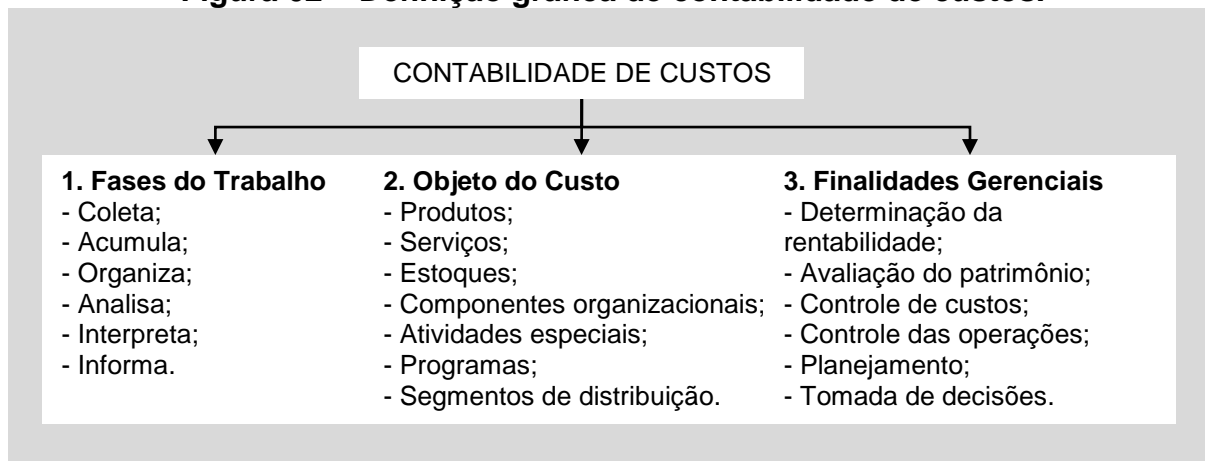 CONTABILIDADE DE CUSTOS
1. Fases do Trabalho
- Coleta;
- Acumula;
- Organiza;
- Analisa;
- Interpreta;
- Informa.
2. Objeto do Custo
- Produtos;
- Serviços;
- Estoques;
- Componentes organizacionais;
- Atividades especiais;
- Programas;
- Segmentos de distribuição.
3. Finalidades Gerenciais
- Determinação da
rentabilidade;
- Avaliação do patrimônio;
- Controle de custos;
- Controle das operações;
- Planejamento;
- Tomada de decisões.